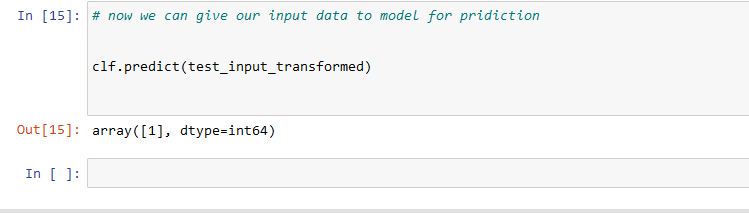 In [15]: # now we can give our input data to model for pridiction
clf.predict(test_input_transformed)
Out[15]: array([1], dtype=int64)
In [ ]: